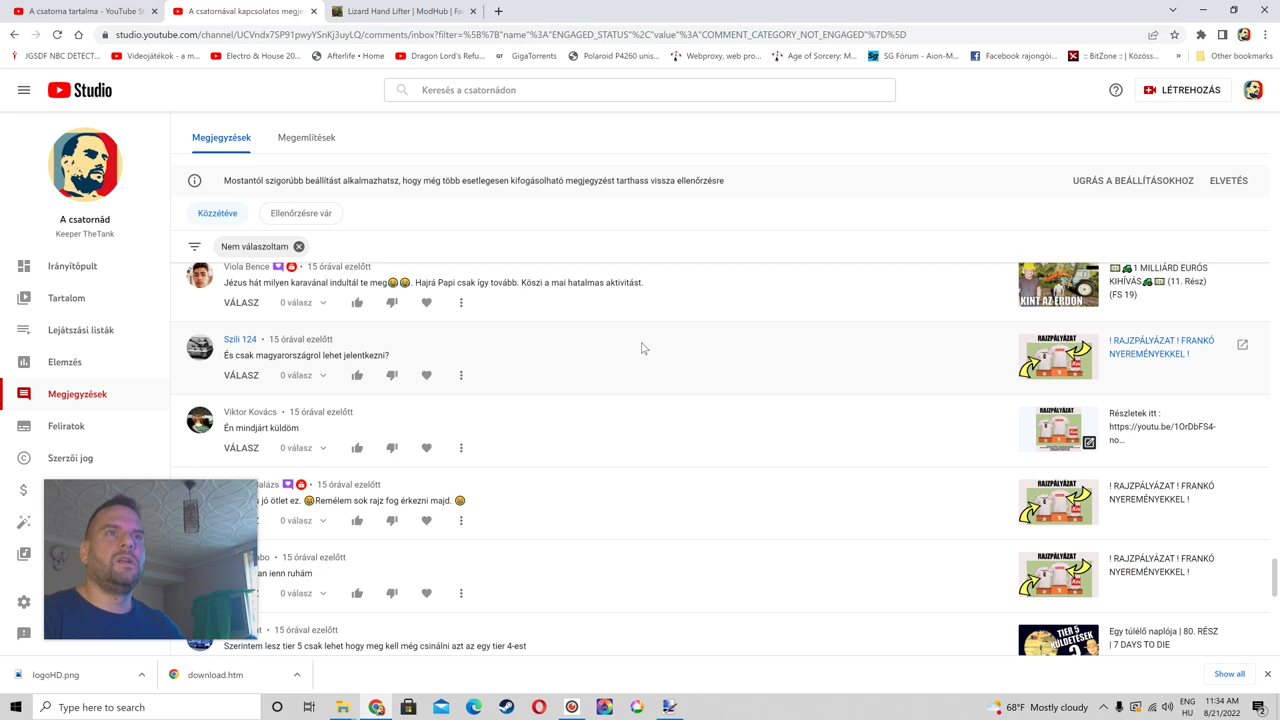 A csatorna tartalma - YouTube St
A csatornával kapcsolatos megje
Lizard Hand Lifter | ModHub | Fa
studio.youtube.com/channel/UCVndx7SP91pwyYSnKj3uyLQ/comments/inbox?filter=%5B%7B"name"%3A"ENGAGED_STATUS"%2C"value"%3A"COMMENT_CATEGORY_NOT_ENGAGED"%7D%5D
JGSDF NBC DETECT...
Videojátékok - a m...
Electro & House 20...
Afterlife • Home
Dragon Lord's Refu...
GT GigaTorrents
Polaroid P4260 unis...
Webproxy, web pro...
Age of Sorcery: M...
SG Fórum - Aion-M...
Facebook rajongói...
:: BitZone :: | Közöss...
»
Other bookmarks
Studio
Keresés a csatornádon
LÉTREHOZÁS
Megjegyzések
Megemlítések
Mostantól szigorúbb beállítást alkalmazhatsz, hogy még több esetlegesen kifogásolható megjegyzést tarthass vissza ellenőrzésre
UGRÁS A BEÁLLÍTÁSOKHOZ
ELVETÉS
Közzétéve
Ellenőrzésre vár
Nem válaszoltam
A csatornád
Keeper TheTank
Irányítópult
Tartalom
Lejátszási listák
Elemzés
Megjegyzések
Feliratok
Szerzői jog
Viola Bence • 15 órával ezelőtt
Jézus hát milyen karavánal indultál te meg😀😀. Hajrá Papi csak így tovább. Köszi a mai hatalmas aktivitást.
VÁLASZ 0 válasz
KINT AZ ERDŐN
1 MILLIÁRD EURÓS
KIHÍVÁS (11. Rész)
(FS 19)
Szili 124 • 15 órával ezelőtt
És csak magyarországrol lehet jelentkezni?
VÁLASZ 0 válasz
RAJZPÁLYÁZAT
! RAJZPÁLYÁZAT ! FRANKÓ
NYEREMÉNYEKKEL !
Viktor Kovács • 15 órával ezelőtt
Én mindjárt küldöm
VÁLASZ 0 válasz
RAJZPÁLYÁZAT
Részletek itt :
https://youtu.be/1OrDbFS4-
no...
alázs • 15 órával ezelőtt
jó ötlet ez. 😀Remélem sok rajz fog érkezni majd. 😀
0 válasz
RAJZPÁLYÁZAT
! RAJZPÁLYÁZAT ! FRANKÓ
NYEREMÉNYEKKEL !
15 órával ezelőtt
an ienn ruhám
0 válasz
RAJZPÁLYÁZAT
! RAJZPÁLYÁZAT ! FRANKÓ
NYEREMÉNYEKKEL !
15 órával ezelőtt
Szerintem lesz tier 5 csak lehet hogy meg kell még csinálni azt az egy tier 4-est
TIER 5
KÜLDETÉSEK
Egy túlélő naplója | 80. RÉSZ
| 7 DAYS TO DIE
logoHD.png
download.htm
Show all
Type here to search
68°F Mostly cloudy
ENG
HU
11:34 AM
8/21/2022
2